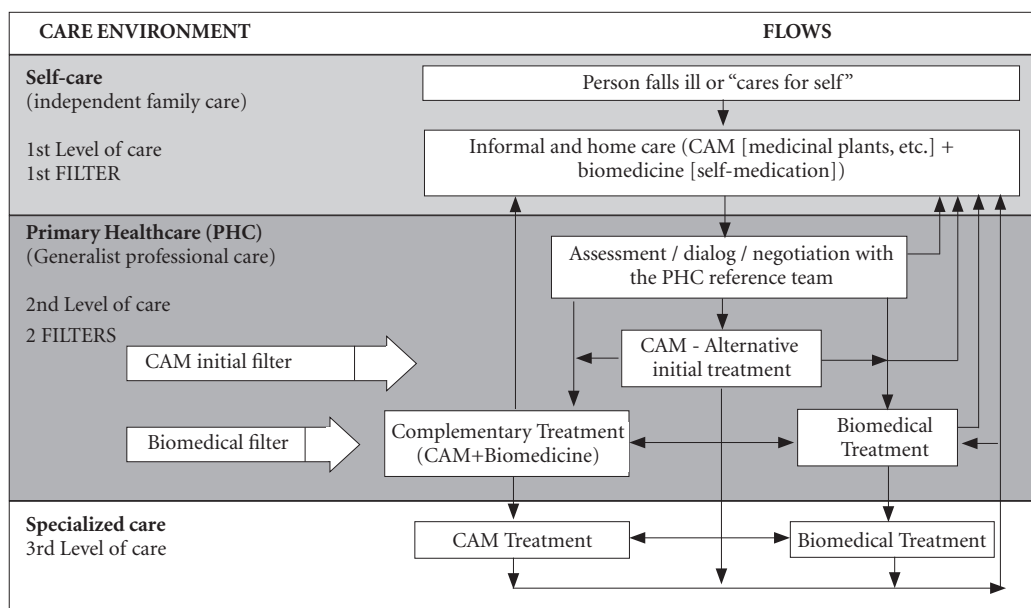 CARE ENVIRONMENT
FLOWS
Self-care
(independent family care)
1st Level of care
1st FILTER
Person falls ill or “cares for self”
Informal and home care (CAM [medicinal plants, etc.] +
biomedicine [self-medication])
Primary Healthcare (PHC)
(Generalist professional care)
2nd Level of care
2 FILTERS
Assessment / dialog / negotiation with
the PHC reference team
CAM initial filter
CAM - Alternative
initial treatment
Biomedical filter
Complementary Treatment
(CAM+Biomedicine)
Biomedical
Treatment
Specialized care
3rd Level of care
CAM Treatment
Biomedical Treatment